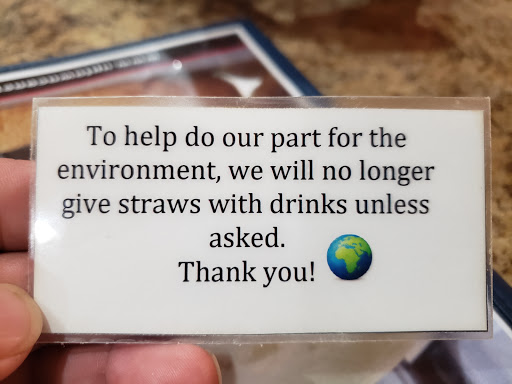 To help do our part for the
environment, we will no longer
give straws with drinks unless
asked.
Thank you!